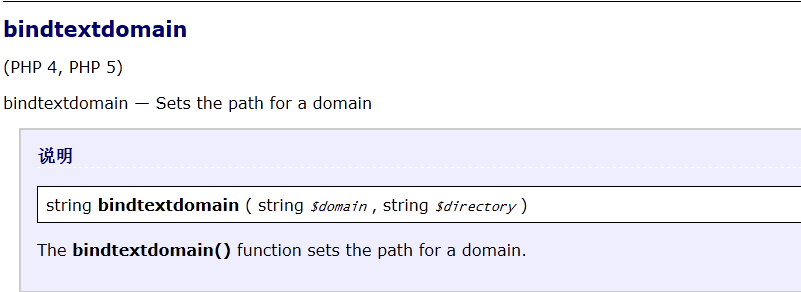 bindtextdomain
(PHP 4, PHP 5)
bindtextdomain — Sets the path for a domain
说明
string bindtextdomain ( string $domain , string $directory )
The bindtextdomain() function sets the path for a domain.